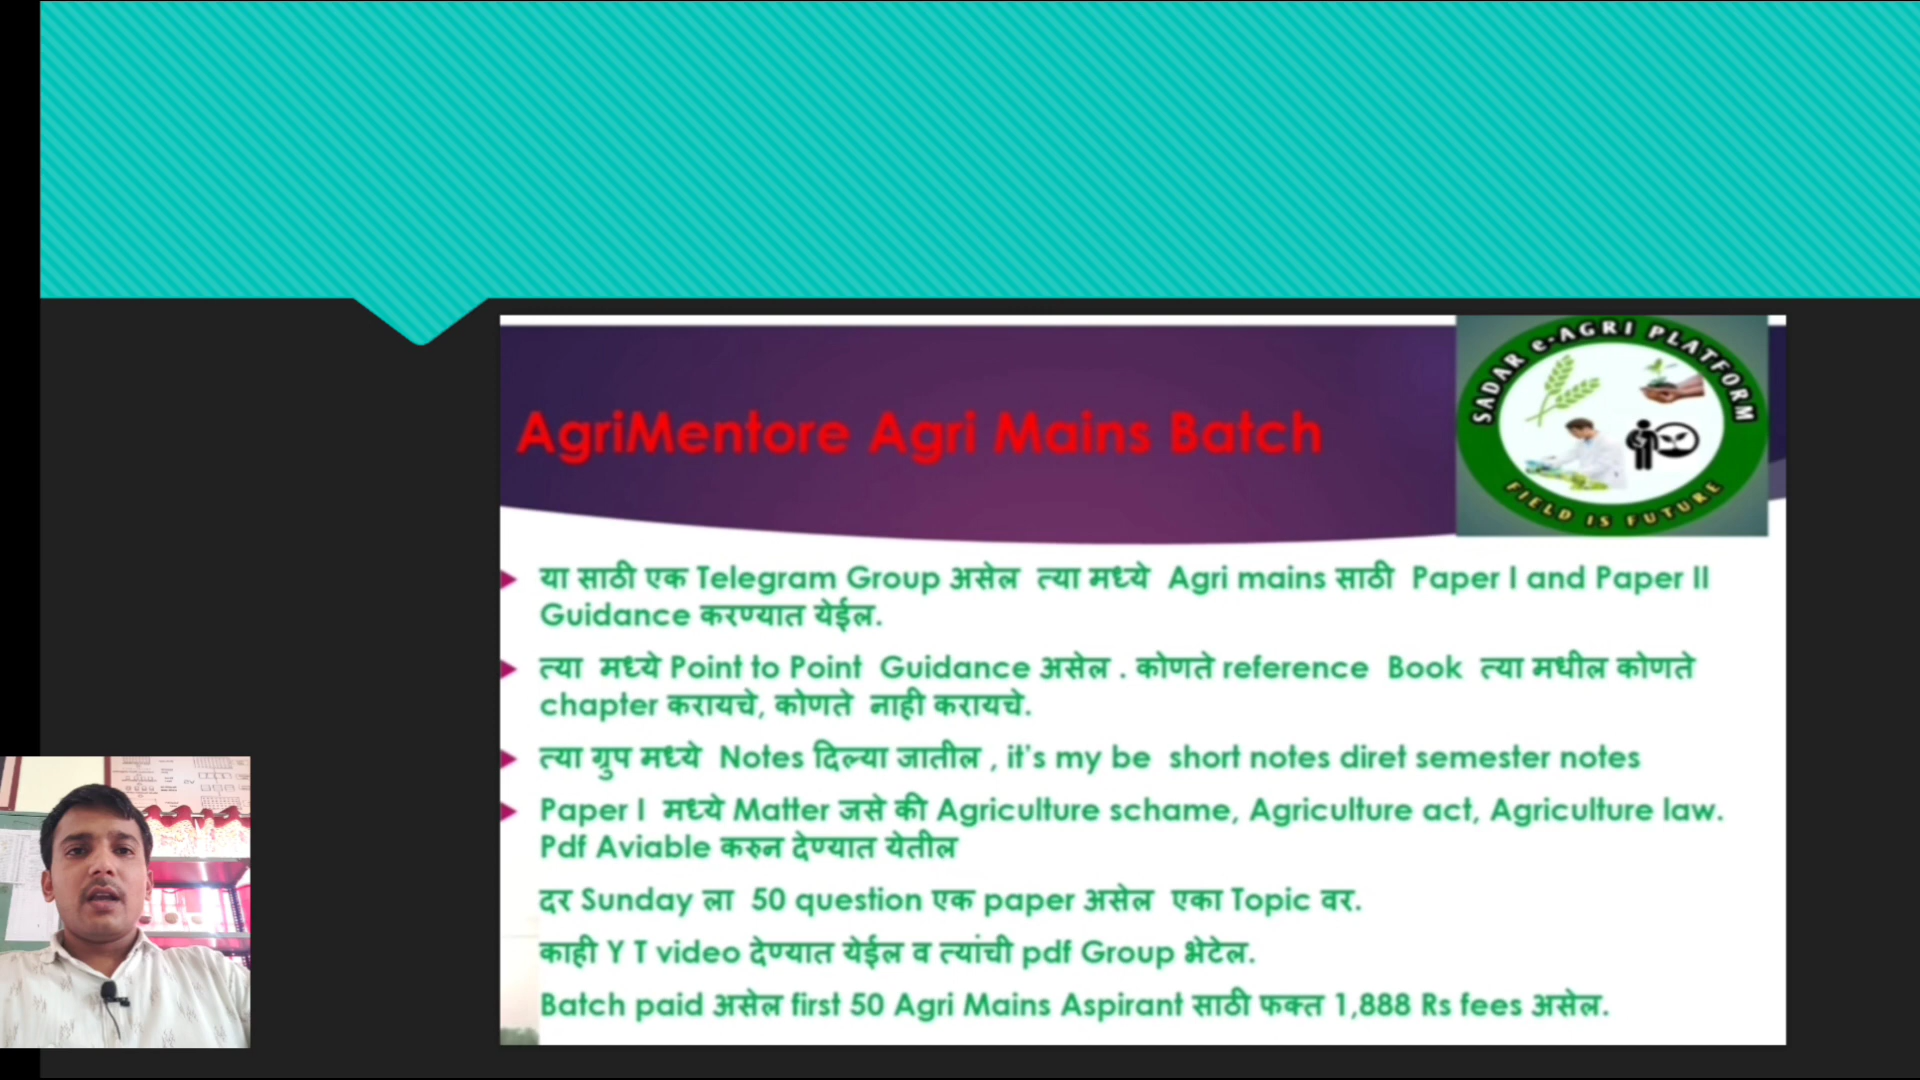 AgriMentore Agri Mains Batch
SADAR e-AGRI PLATFORM
FIELD IS FUTURE
या साठी एक Telegram Group असेल त्या मध्ये Agri mains साठी Paper I and Paper II
Guidance करण्यात येईल.
त्या मध्ये Point to Point Guidance असेल . कोणते reference Book त्या मधील कोणते
chapter करायचे, कोणते नाही करायचे.
त्या ग्रुप मध्ये Notes दिल्या जातील , it's my be short notes diret semester notes
Paper I मध्ये Matter जसे की Agriculture schame, Agriculture act, Agriculture law.
Pdf Aviable करुन देण्यात येतील
दर Sunday ला 50 question एक paper असेल एका Topic वर.
काही Y T video देण्यात येईल व त्यांची pdf Group भेटेल.
Batch paid असेल first 50 Agri Mains Aspirant साठी फक्त 1,888 Rs fees असेल.